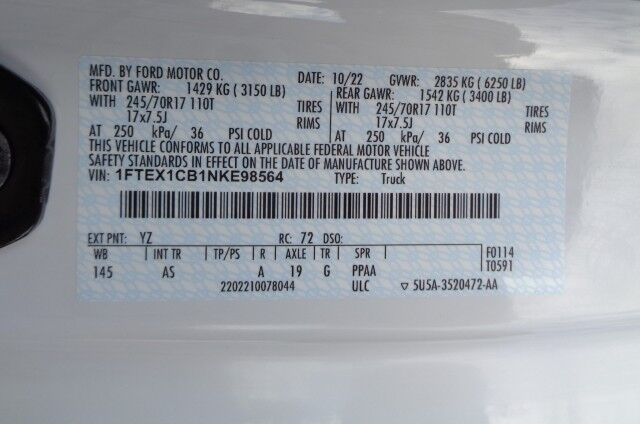 MFD. BY FORD MOTOR CO. DATE: 10/22 GVWR: 2835 KG ( 6250 LB)
FRONT GAWR: 1429 KG ( 3150 LB) REAR GAWR: 1542 KG ( 3400 LB)
WITH 245/70R17 110T TIRES WITH 245/70R17 110T TIRES
17x7.5J RIMS 17x7.5J RIMS
AT 250 kPa/ 36 PSI COLD AT 250 kPa/ 36 PSI COLD
THIS VEHICLE CONFORMS TO ALL APPLICABLE FEDERAL MOTOR VEHICLE
SAFETY STANDARDS IN EFFECT ON THE DATE OF MANUFACTURE SHOWN ABOVE.
VIN: 1FTEX1CB1NKE98564 TYPE: Truck
EXT PNT: YZ RC: 72 DSO:
WB INT TR TP/PS R AXLE TR SPR F0114
145 AS A 19 G PPAA T0591
2202210078044 ULC ▽ 5U5A-3520472-AA